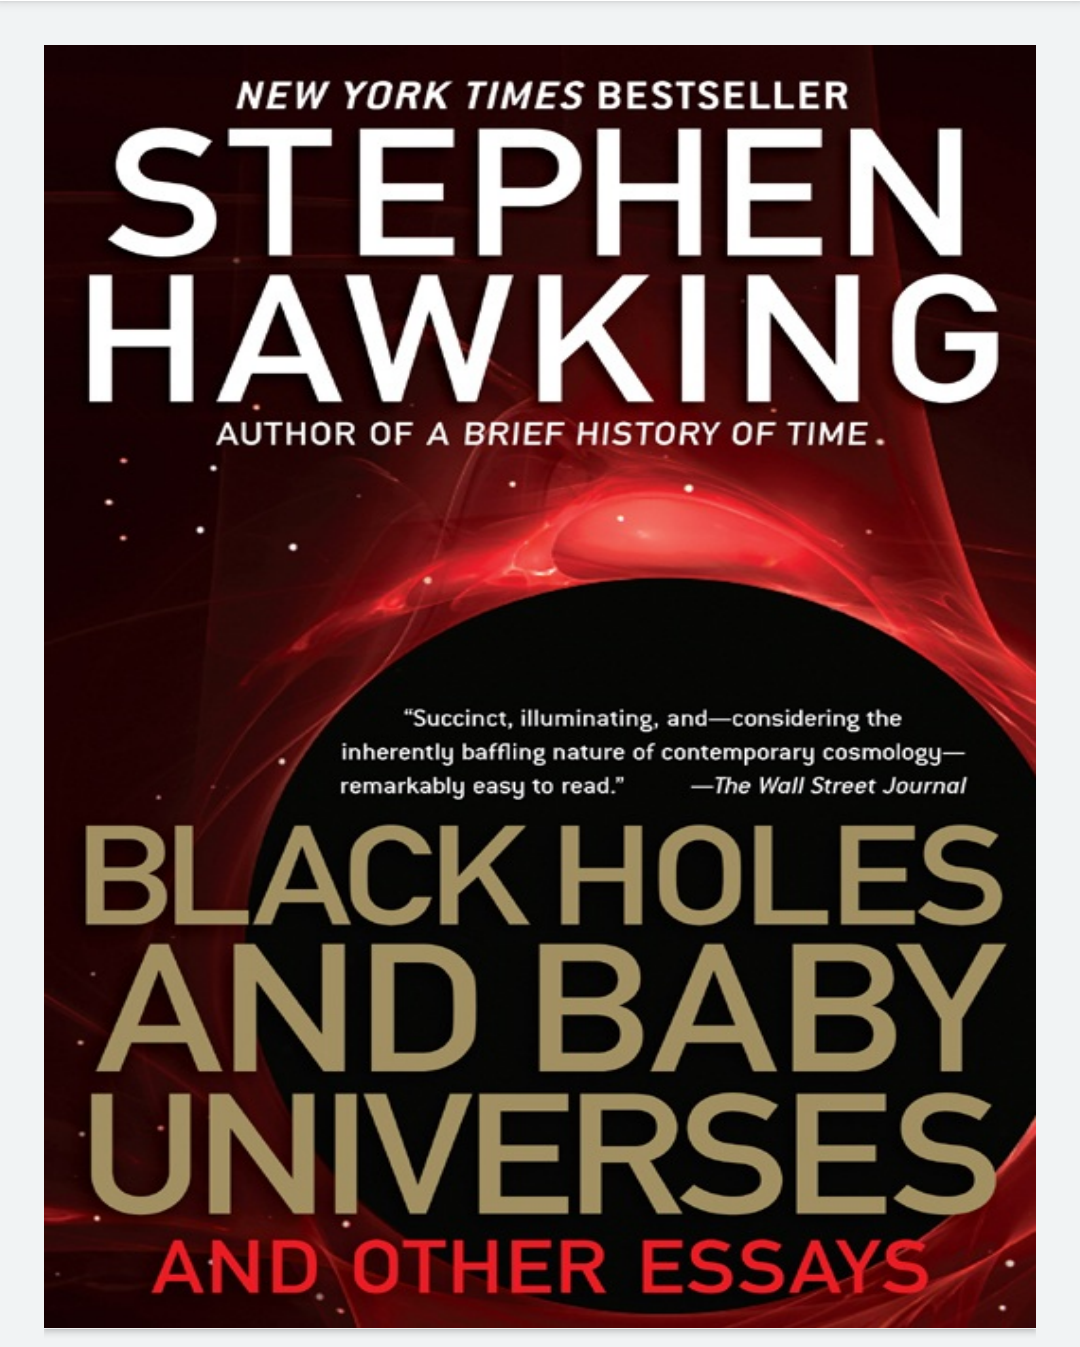 NEW YORK TIMES BESTSELLER
STEPHEN
HAWKING
AUTHOR OF A BRIEF HISTORY OF TIME.
“Succinct, illuminating, and—considering the
inherently baffling nature of contemporary cosmology—
remarkably easy to read.” —The Wall Street Journal
BLACK HOLES
AND BABY
UNIVERSES
AND OTHER ESSAYS